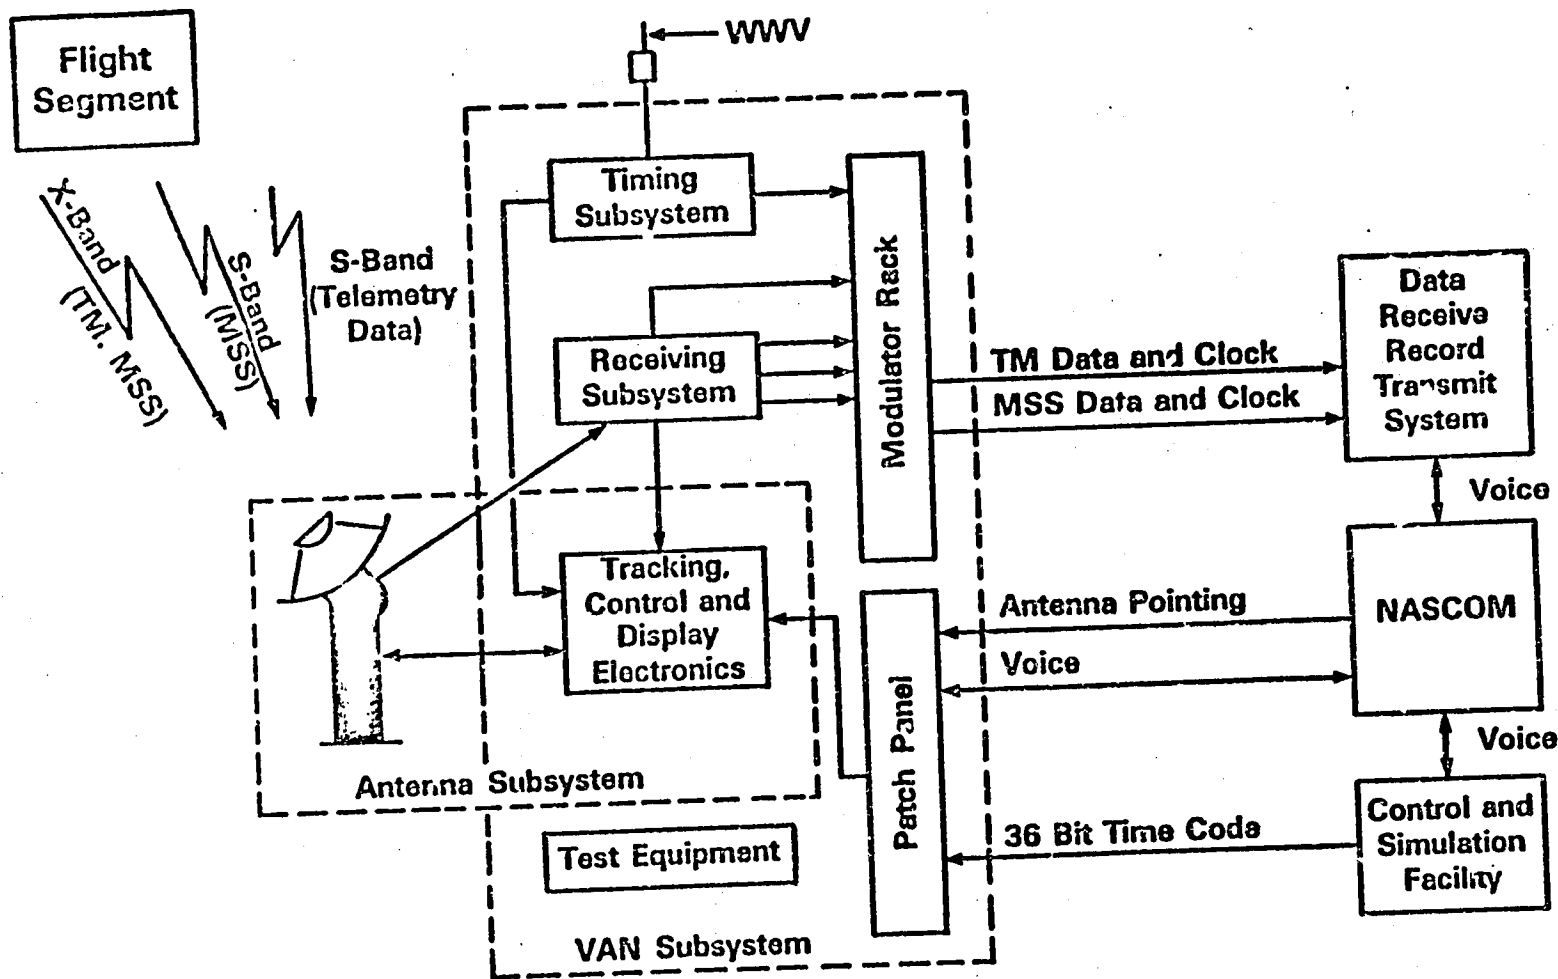 WWV
Flight
Segment
X-Band
(TM. MSS)
S-Band
(MSS)
S-Band
(Telemetry
Data)
Timing
Subsystem
Receiving
Subsystem
Modulator Rack
TM Data and Clock
MSS Data and Clock
Data
Receive
Record
Transmit
System
Voice
NASCOM
Antenna Pointing
Voice
Voice
Tracking,
Control and
Display
Electronics
Antenna Subsystem
Patch Panel
36 Bit Time Code
Control and
Simulation
Facility
Test Equipment
VAN Subsystem